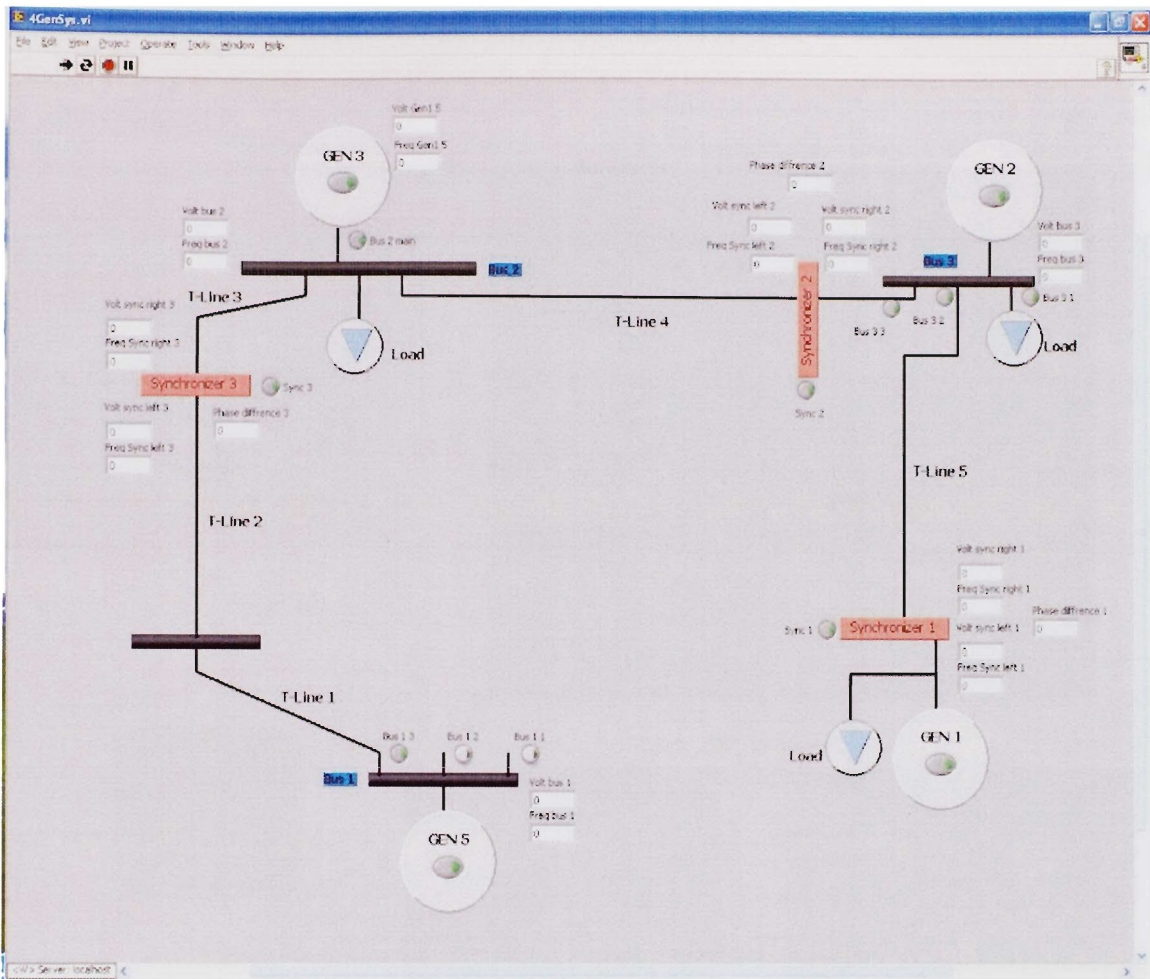 4GenSys.vi
File Edit View Project Operate Tools Window Help
Volt Gen1 5
0
Freq Gen1 5
0
GEN 3
Volt bus 2
0
Freq bus 2
0
Bus 2 main
Bus 2
Phase diffrence 2
0
Volt sync left 2
0
Volt sync right 2
0
Freq Sync left 2
0
Freq Sync right 2
0
GEN 2
Volt bus 3
0
Freq bus 3
0
Bus 3
Bus 3 1
Bus 3 2
Bus 3 3
T-Line 3
Volt sync right 3
0
Freq Sync right 3
0
Load
T-Line 4
Synchronizer 2
Sync 2
Load
Synchronizer 3
Sync 3
Volt sync left 3
0
Freq Sync left 3
0
Phase diffrence 3
0
T-Line 5
T-Line 2
Volt sync right 1
0
Freq Sync right 1
0
Phase diffrence 1
0
Sync 1
Synchronizer 1
Volt sync left 1
0
Freq Sync left 1
0
T-Line 1
Load
GEN 1
Bus 1 3
Bus 1 2
Bus 1 1
Bus 1
Volt bus 1
0
Freq bus 1
0
GEN 5
Server: localhost